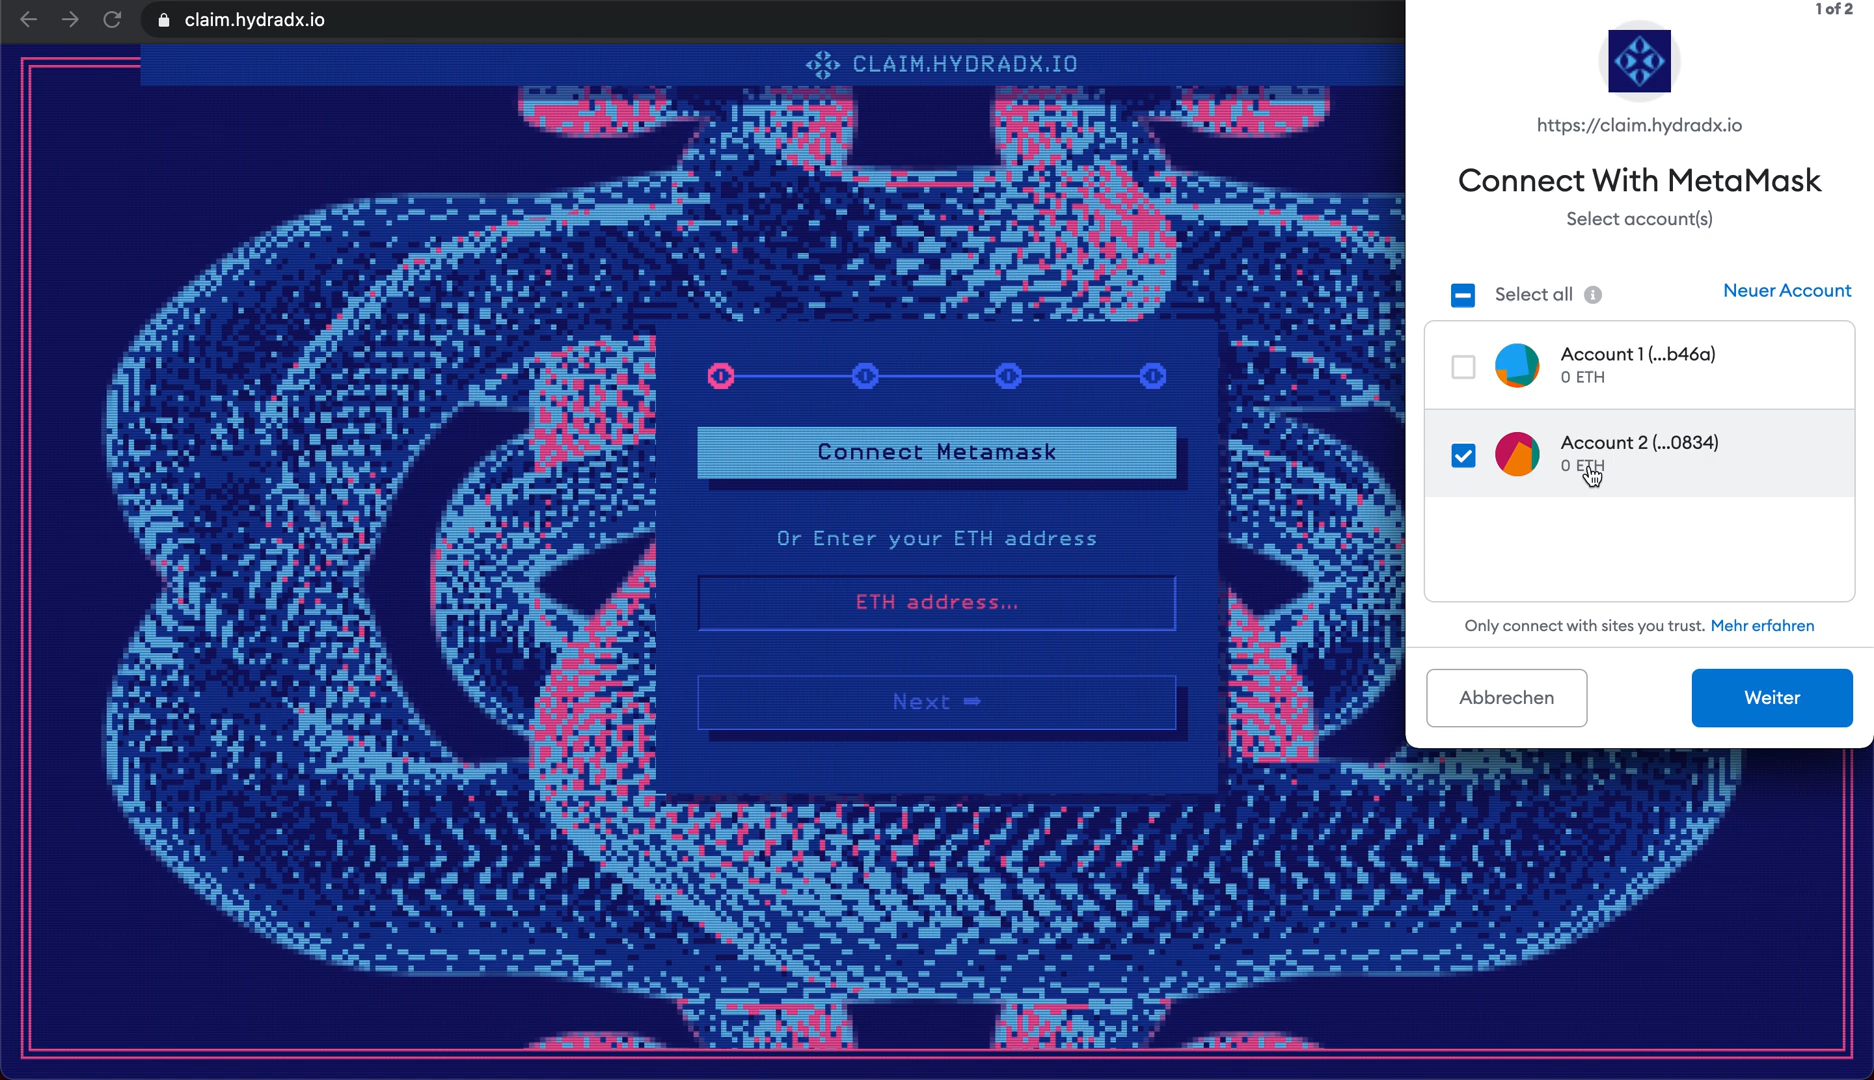 claim.hydradx.io
CLAIM.HYDRADX.IO
Connect Metamask
Or Enter your ETH address
ETH address...
Next ➡
1 of 2
https://claim.hydradx.io
Connect With MetaMask
Select account(s)
Select all
Neuer Account
Account 1 (...b46a)
0 ETH
Account 2 (...0834)
0 ETH
Only connect with sites you trust. Mehr erfahren
Abbrechen
Weiter